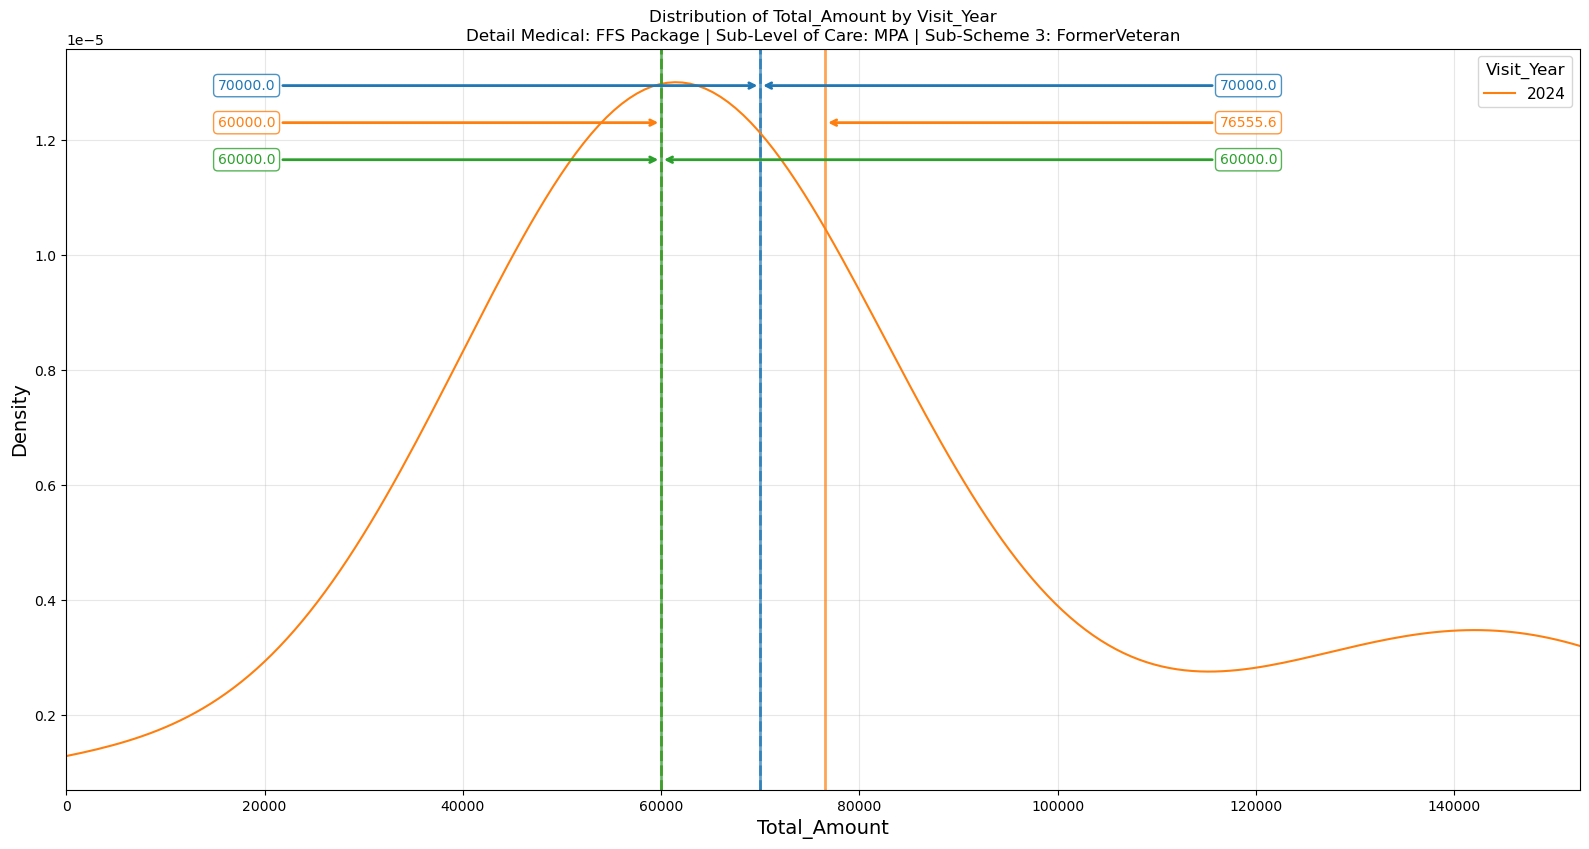 Distribution of Total_Amount by Visit_Year
Detail Medical: FFS Package | Sub-Level of Care: MPA | Sub-Scheme 3: FormerVeteran
1e−5
Visit_Year
2024
70000.0 70000.0
60000.0 76555.6
60000.0 60000.0
1.2
1.0
0.8
0.6
0.4
0.2
Density
0 20000 40000 60000 80000 100000 120000 140000
Total_Amount